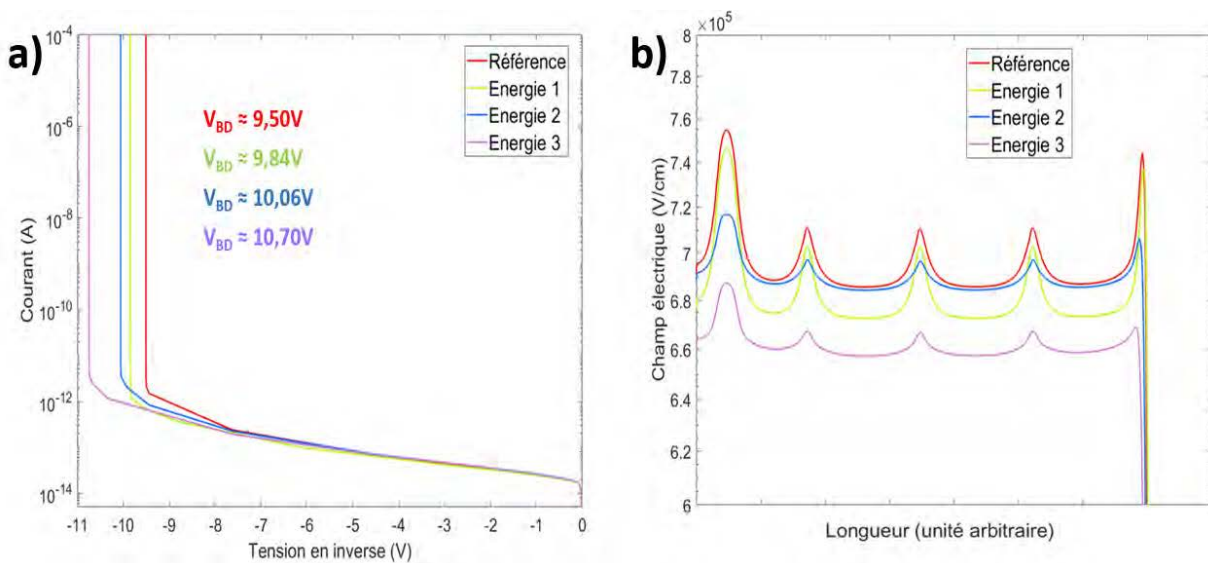 a)
10⁻⁴
10⁻⁶
10⁻⁸
10⁻¹⁰
10⁻¹²
10⁻¹⁴
Courant (A)
Référence
Energie 1
Energie 2
Energie 3
V_BD ≈ 9,50V
V_BD ≈ 9,84V
V_BD ≈ 10,06V
V_BD ≈ 10,70V
-11 -10 -9 -8 -7 -6 -5 -4 -3 -2 -1 0
Tension en inverse (V)
b)
×10⁵
8
7.8
7.6
7.4
7.2
7
6.8
6.6
6.4
6.2
6
Champ électrique (V/cm)
Référence
Energie 1
Energie 2
Energie 3
Longueur (unité arbitraire)